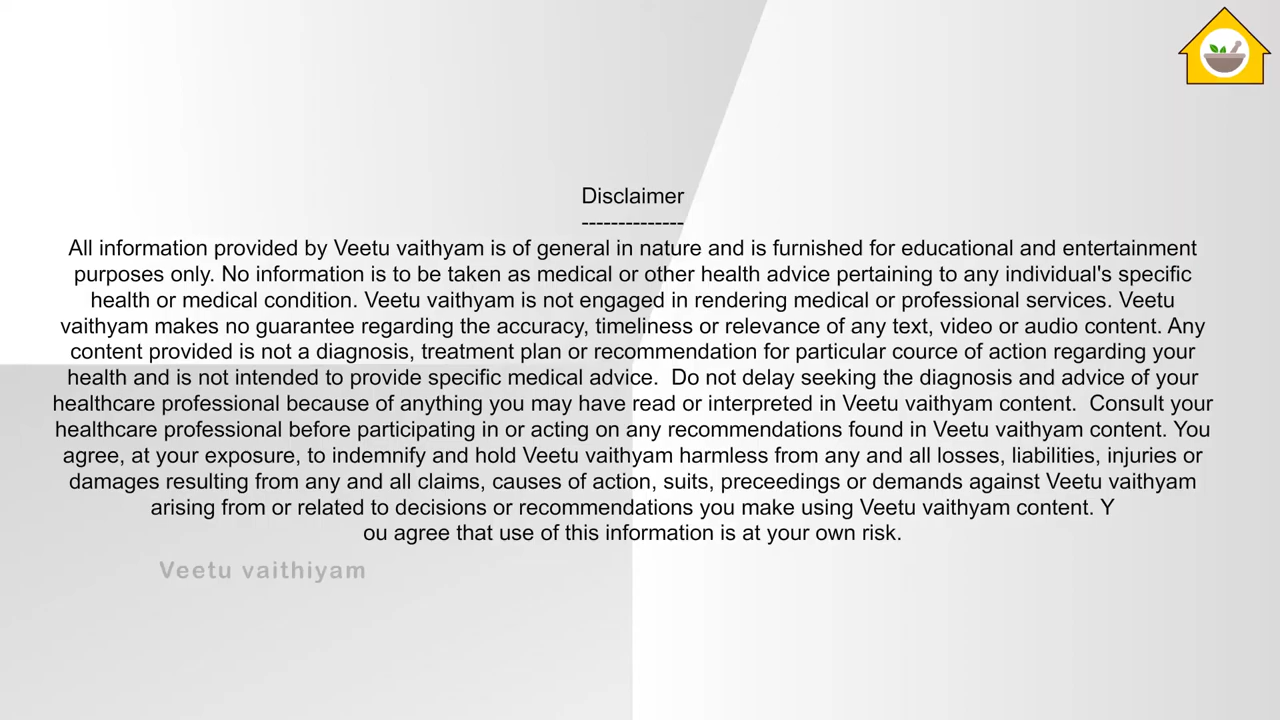 Disclaimer
--------------
All information provided by Veetu vaithyam is of general in nature and is furnished for educational and entertainment
purposes only. No information is to be taken as medical or other health advice pertaining to any individual's specific
health or medical condition. Veetu vaithyam is not engaged in rendering medical or professional services. Veetu
vaithyam makes no guarantee regarding the accuracy, timeliness or relevance of any text, video or audio content. Any
content provided is not a diagnosis, treatment plan or recommendation for particular cource of action regarding your
health and is not intended to provide specific medical advice.  Do not delay seeking the diagnosis and advice of your
healthcare professional because of anything you may have read or interpreted in Veetu vaithyam content.  Consult your
healthcare professional before participating in or acting on any recommendations found in Veetu vaithyam content. You
agree, at your exposure, to indemnify and hold Veetu vaithyam harmless from any and all losses, liabilities, injuries or
damages resulting from any and all claims, causes of action, suits, preceedings or demands against Veetu vaithyam
arising from or related to decisions or recommendations you make using Veetu vaithyam content. Y
ou agree that use of this information is at your own risk.
Veetu vaithiyam